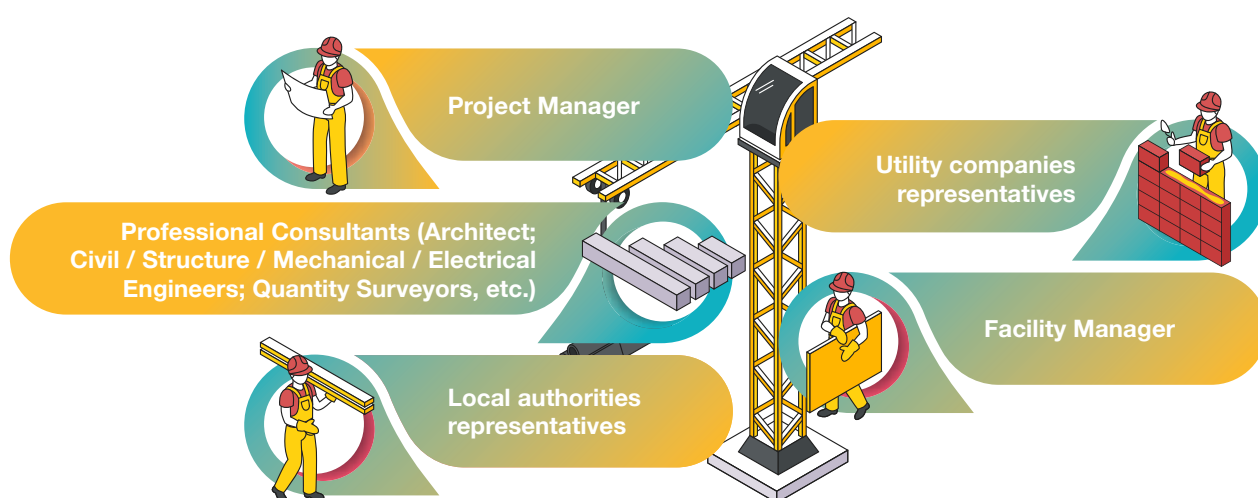 Project Manager
Utility companies
representatives
Professional Consultants (Architect;
Civil / Structure / Mechanical / Electrical
Engineers; Quantity Surveyors, etc.)
Facility Manager
Local authorities
representatives